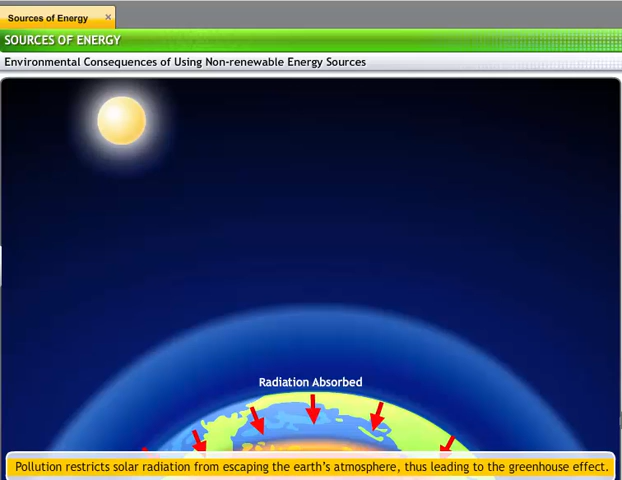 Sources of Energy
SOURCES OF ENERGY
Environmental Consequences of Using Non-renewable Energy Sources
Radiation Absorbed
Pollution restricts solar radiation from escaping the earth's atmosphere, thus leading to the greenhouse effect.